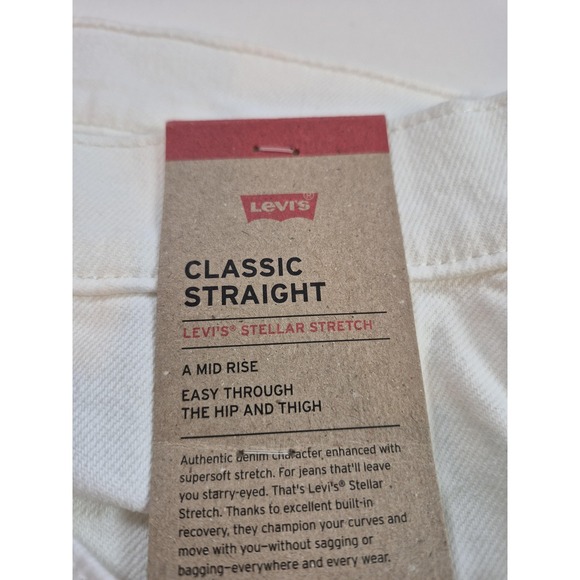 Levi's®
CLASSIC
STRAIGHT
LEVI'S® STELLAR STRETCH
A MID RISE
EASY THROUGH
THE HIP AND THIGH
Authentic denim character enhanced with
supersoft stretch. For jeans that'll leave
you starry-eyed. That's Levi's® Stellar
Stretch. Thanks to excellent built-in
recovery, they champion your curves and
move with you—without sagging or
bagging—everywhere and every wear.